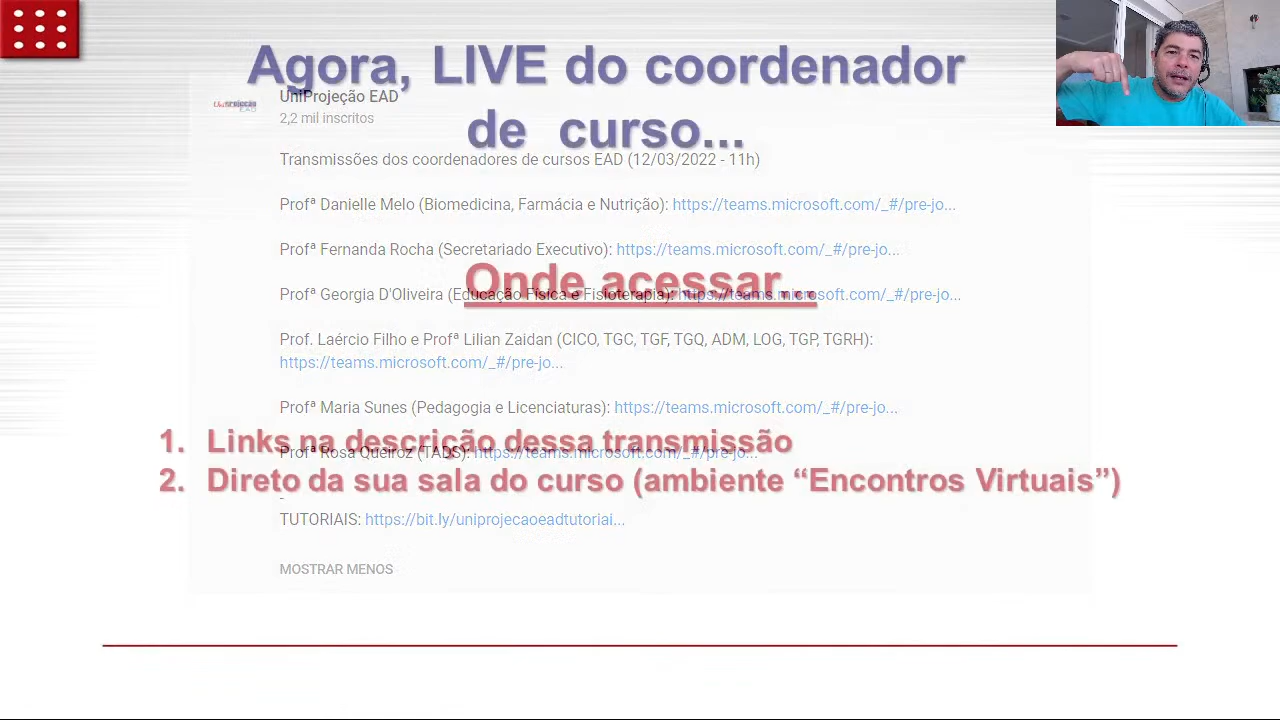 Agora, LIVE do coordenador
de curso...
UniProjeção EAD
UniProjeção EAD
2,2 mil inscritos
Transmissões dos coordenadores de cursos EAD (12/03/2022 - 11h)
Profª Danielle Melo (Biomedicina, Farmácia e Nutrição): https://teams.microsoft.com/_#/pre-jo...
Profª Fernanda Rocha (Secretariado Executivo): https://teams.microsoft.com/_#/pre-jo...
Onde acessar...
Profª Georgia D'Oliveira (Educação Física e Fisioterapia): https://teams.microsoft.com/_#/pre-jo...
Prof. Laércio Filho e Profª Lilian Zaidan (CICO, TGC, TGF, TGQ, ADM, LOG, TGP, TGRH):
https://teams.microsoft.com/_#/pre-jo...
Profª Maria Sunes (Pedagogia e Licenciaturas): https://teams.microsoft.com/_#/pre-jo...
1. Links na descrição dessa transmissão
Profª Rosa Queiroz (TADS): https://teams.microsoft.com/_#/pre-jo...
2. Direto da sua sala do curso (ambiente “Encontros Virtuais”)
-
TUTORIAIS: https://bit.ly/uniprojecaoeadtutoriai...
MOSTRAR MENOS